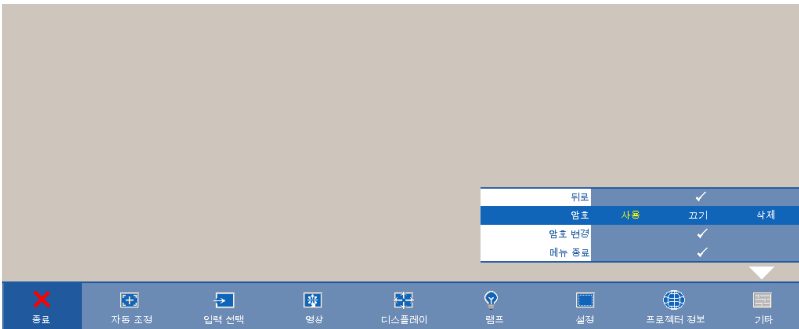 뒤로
암호 사용 끄기 삭제
암호 변경
메뉴 종료
종료 자동 조정 입력 선택 영상 디스플레이 램프 설정 프로젝터 정보 기타